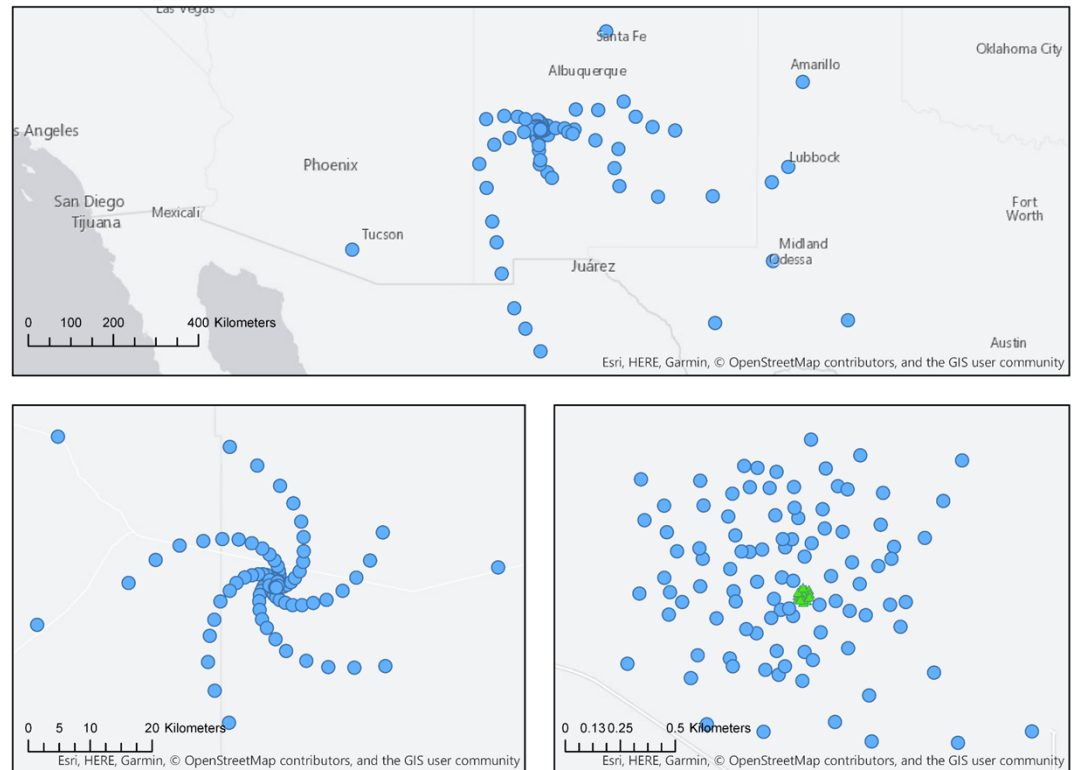 Las Vegas
Santa Fe
Oklahoma City
Albuquerque
Amarillo
s Angeles
Phoenix
Lubbock
San Diego
Tijuana
Mexicali
Fort
Worth
Tucson
Midland
Odessa
Juárez
0 100 200 400 Kilometers
Austin
Esri, HERE, Garmin, © OpenStreetMap contributors, and the GIS user community
0 5 10 20 Kilometers
Esri, HERE, Garmin, © OpenStreetMap contributors, and the GIS user community
0 0.13 0.25 0.5 Kilometers
Esri, HERE, Garmin, © OpenStreetMap contributors, and the GIS user community